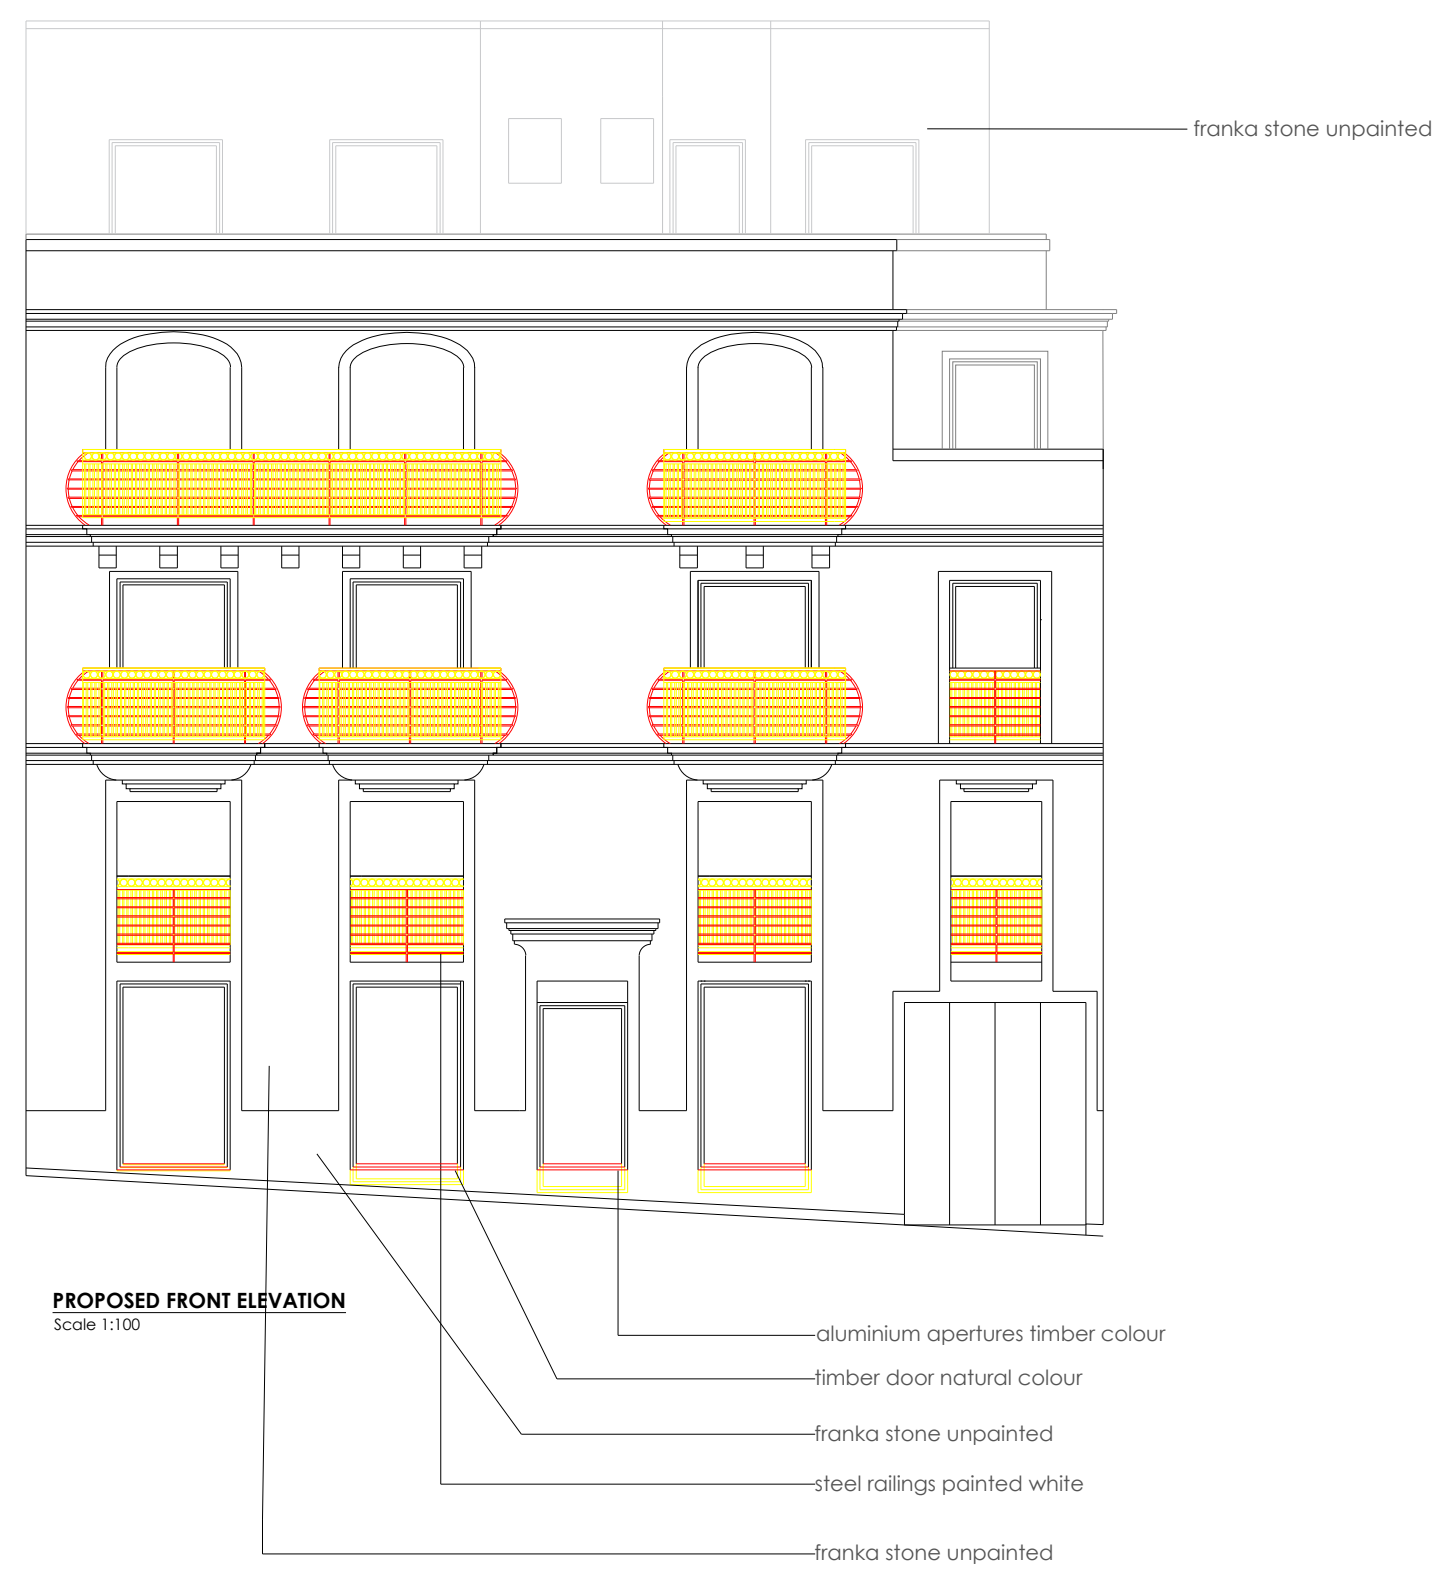 franka stone unpainted
PROPOSED FRONT ELEVATION
Scale 1:100
aluminium apertures timber colour
timber door natural colour
franka stone unpainted
steel railings painted white
franka stone unpainted